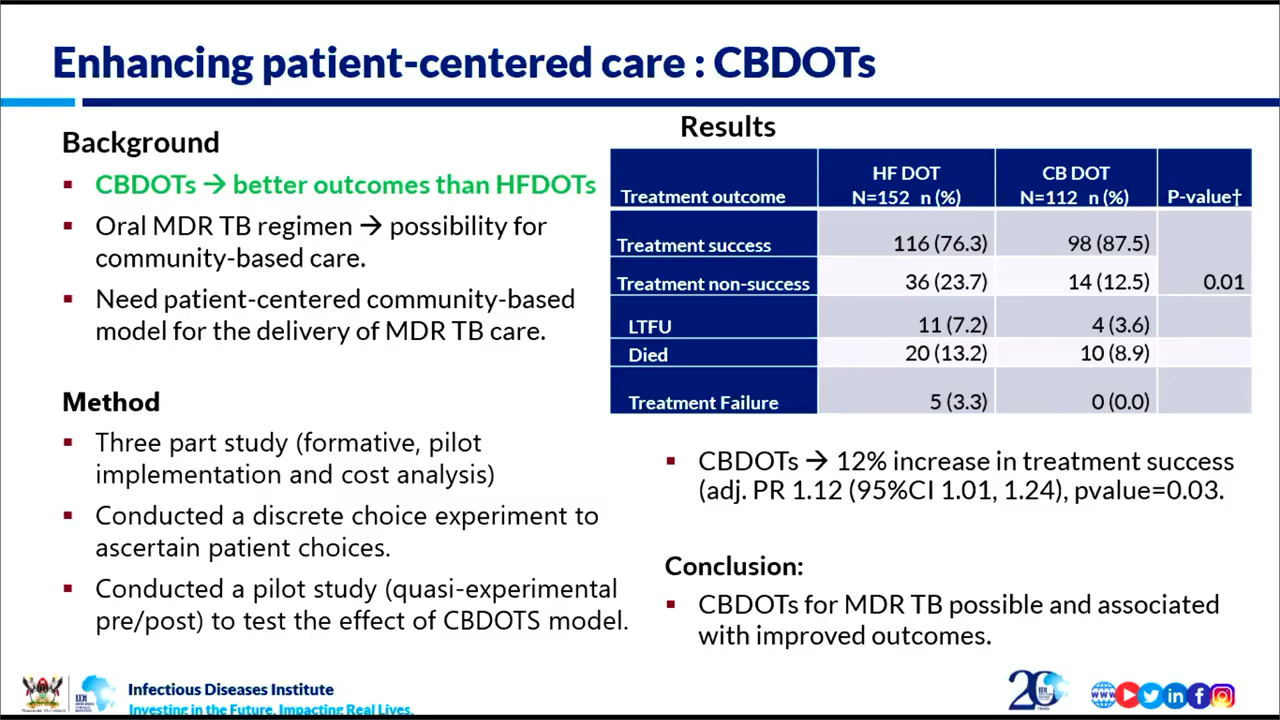 Enhancing patient-centered care : CBDOTs
Background
▪ CBDOTs → better outcomes than HFDOTs
▪ Oral MDR TB regimen → possibility for
community-based care.
▪ Need patient-centered community-based
model for the delivery of MDR TB care.
Method
▪ Three part study (formative, pilot
implementation and cost analysis)
▪ Conducted a discrete choice experiment to
ascertain patient choices.
▪ Conducted a pilot study (quasi-experimental
pre/post) to test the effect of CBDOTS model.
Results
Treatment outcome HF DOT N=152 n (%) CB DOT N=112 n (%) P-value†
Treatment success 116 (76.3) 98 (87.5)
Treatment non-success 36 (23.7) 14 (12.5) 0.01
LTFU 11 (7.2) 4 (3.6)
Died 20 (13.2) 10 (8.9)
Treatment Failure 5 (3.3) 0 (0.0)
▪ CBDOTs → 12% increase in treatment success
(adj. PR 1.12 (95%CI 1.01, 1.24), pvalue=0.03.
Conclusion:
▪ CBDOTs for MDR TB possible and associated
with improved outcomes.
Infectious Diseases Institute
Investing in the Future. Impacting Real Lives.
20